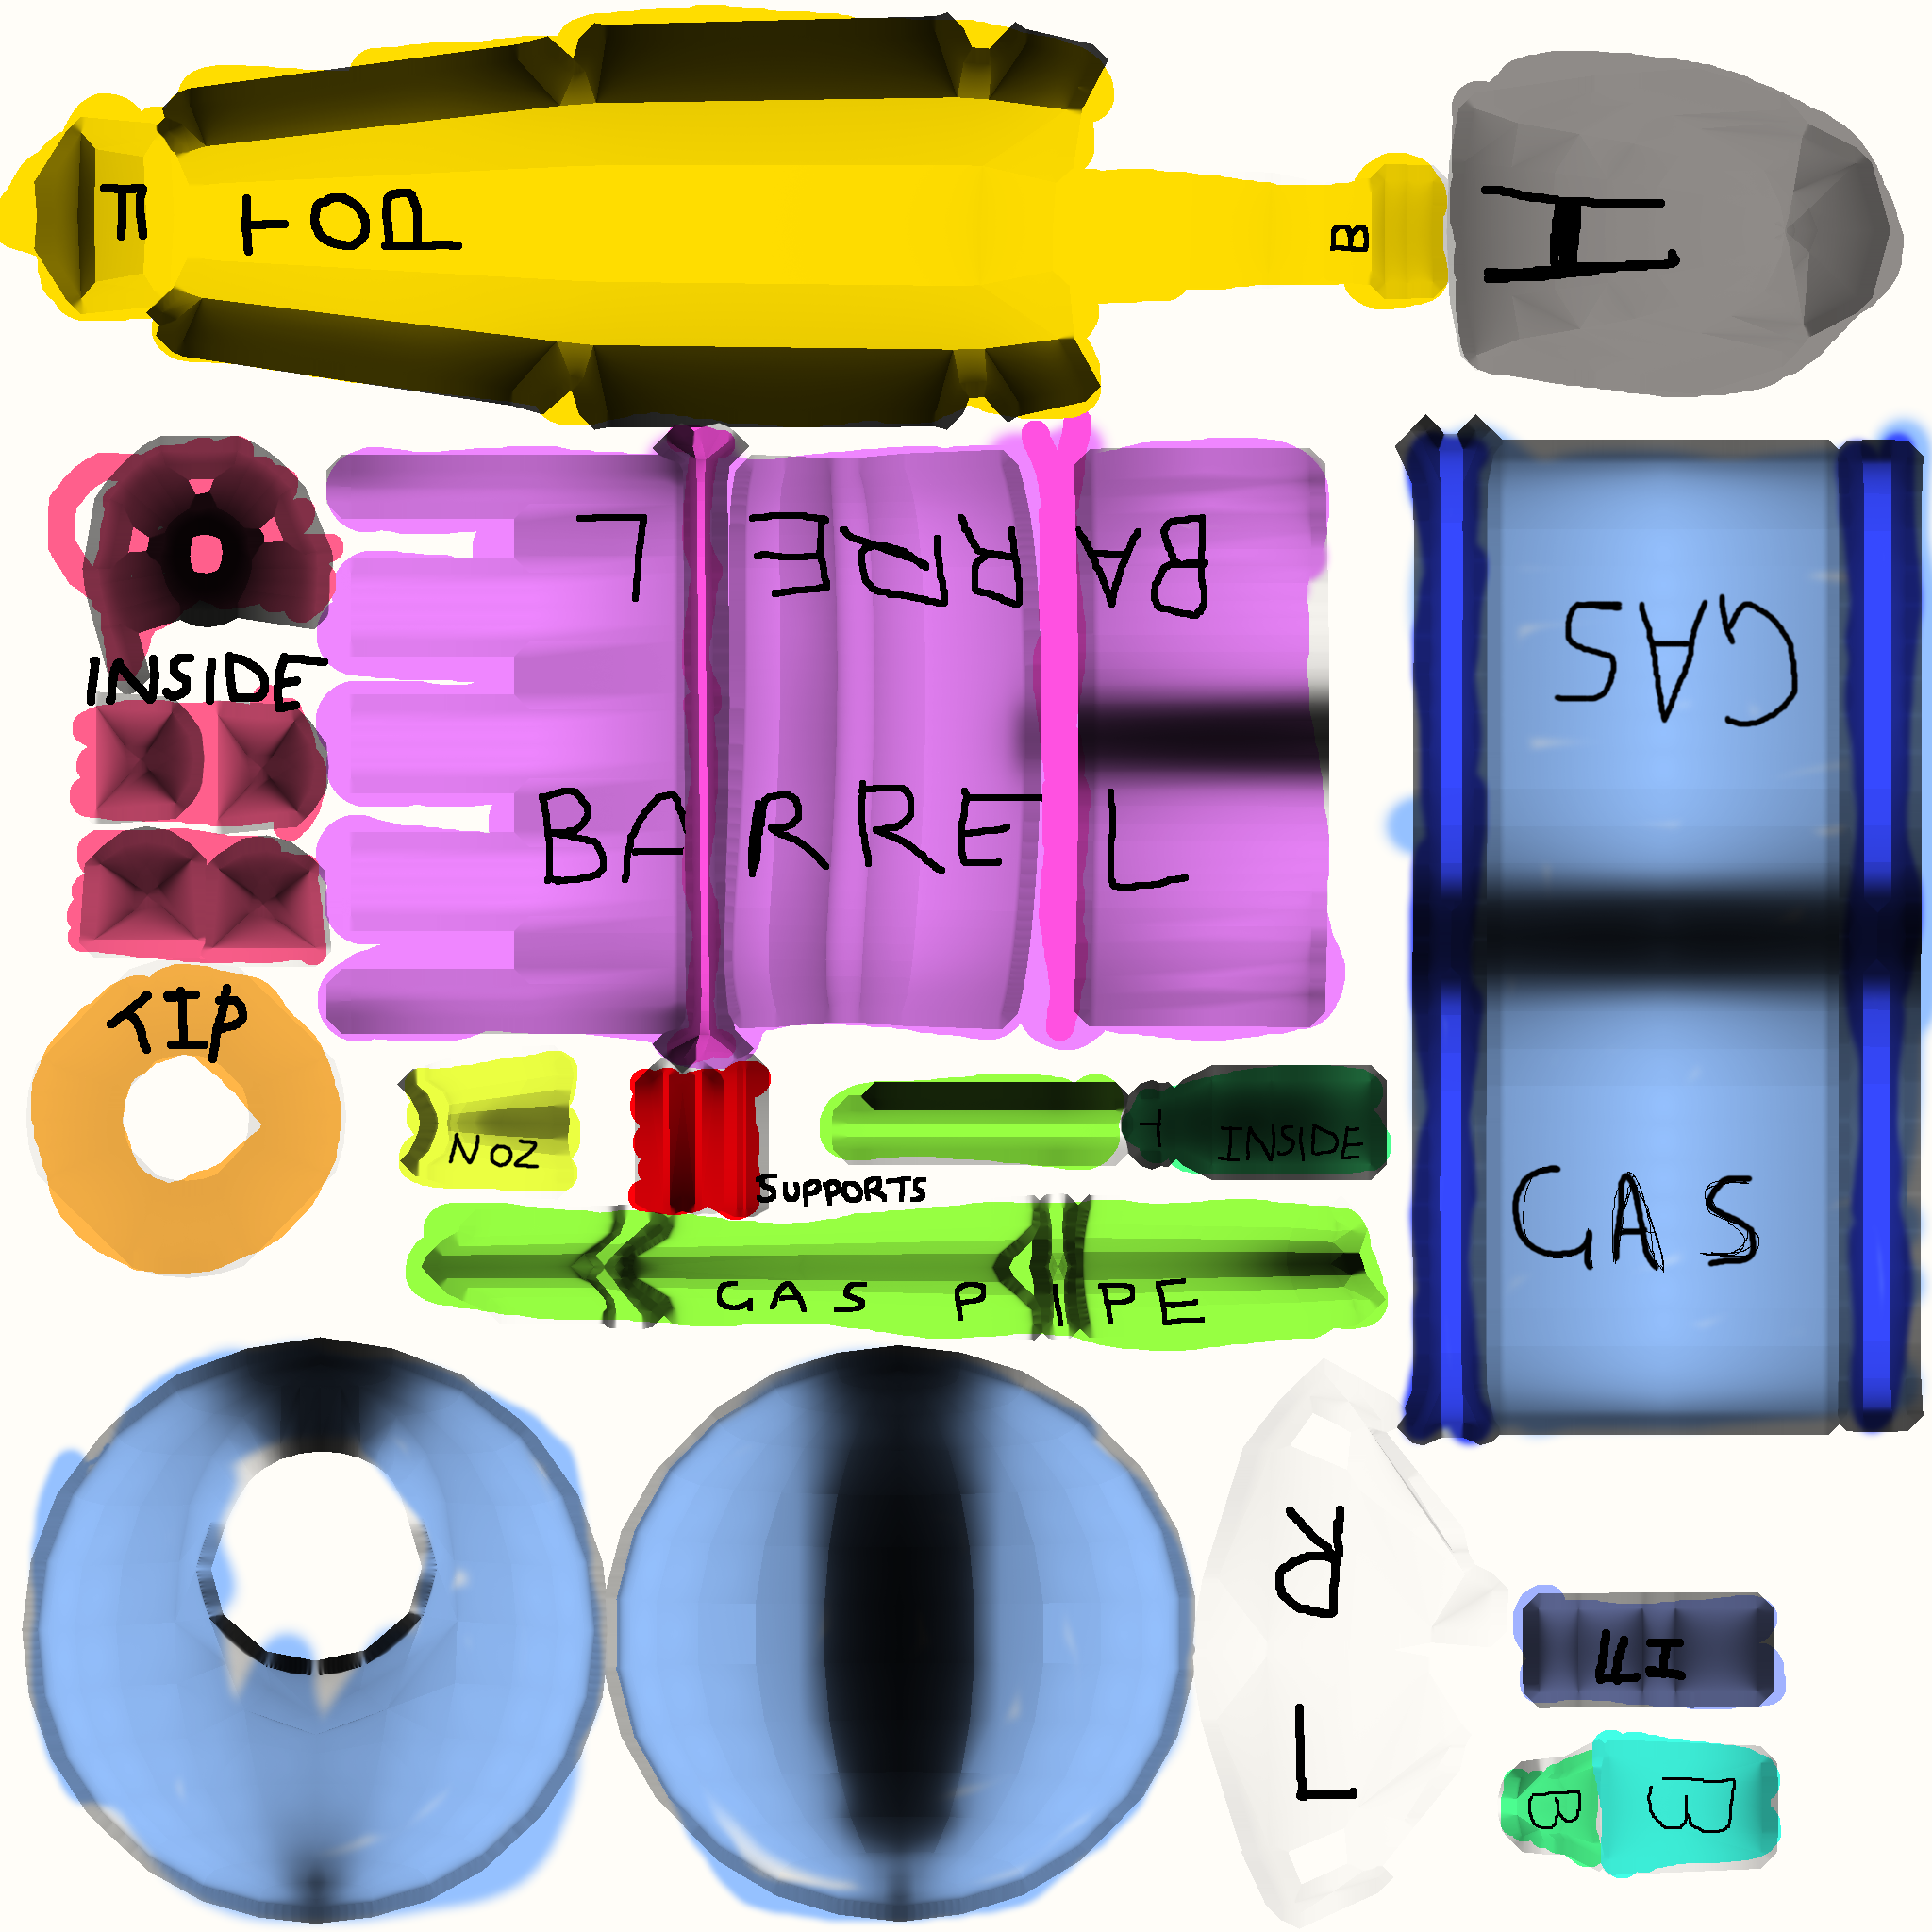 TOP
B
H
BARREL
GAS
INSIDE
BARREL
TIP
NOZ
INSIDE
SUPPORTS
GAS
GAS PIPE
R
L
B
B